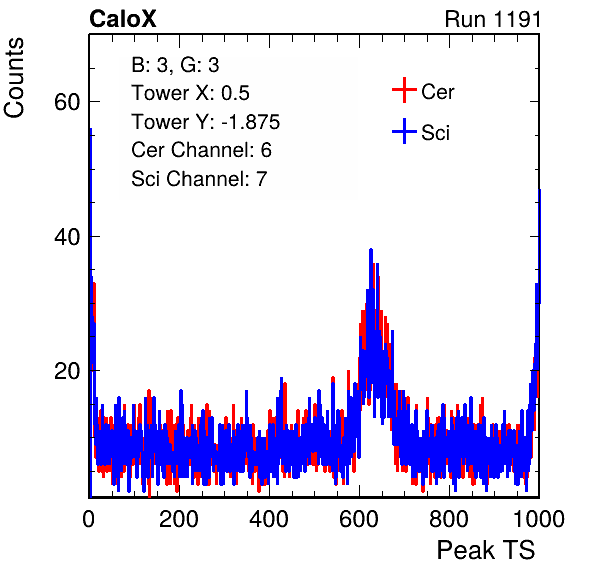 CaloX Run 1191
Counts
B: 3, G: 3
Tower X: 0.5
Tower Y: -1.875
Cer Channel: 6
Sci Channel: 7
Cer
Sci
60
40
20
0 200 400 600 800 1000
Peak TS